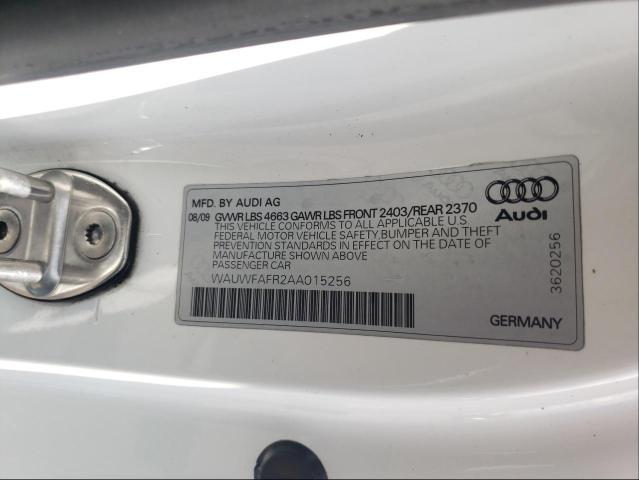 MFD. BY AUDI AG
08/09 GVWR LBS 4663 GAWR LBS FRONT 2403/REAR 2370
THIS VEHICLE CONFORMS TO ALL APPLICABLE U.S.
FEDERAL MOTOR VEHICLE SAFETY,BUMPER AND THEFT
PREVENTION STANDARDS IN EFFECT ON THE DATE OF
MANUFACTURE SHOWN ABOVE
PASSENGER CAR
WAUWFAFR2AA015256
Audi
3620256
GERMANY